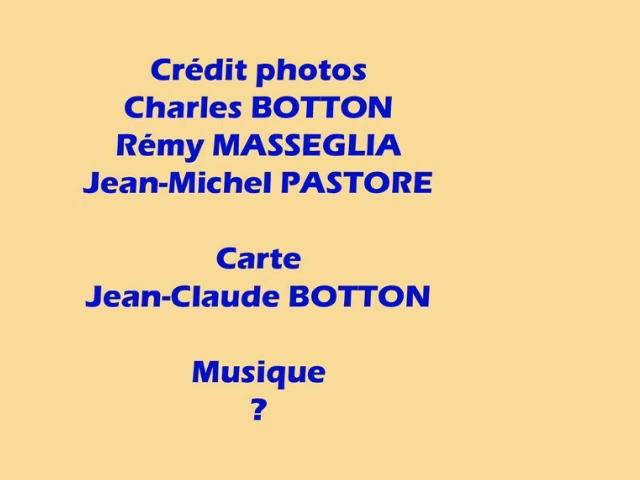 Crédit photos
Charles BOTTON
Rémy MASSEGLIA
Jean-Michel PASTORE
Carte
Jean-Claude BOTTON
Musique
?